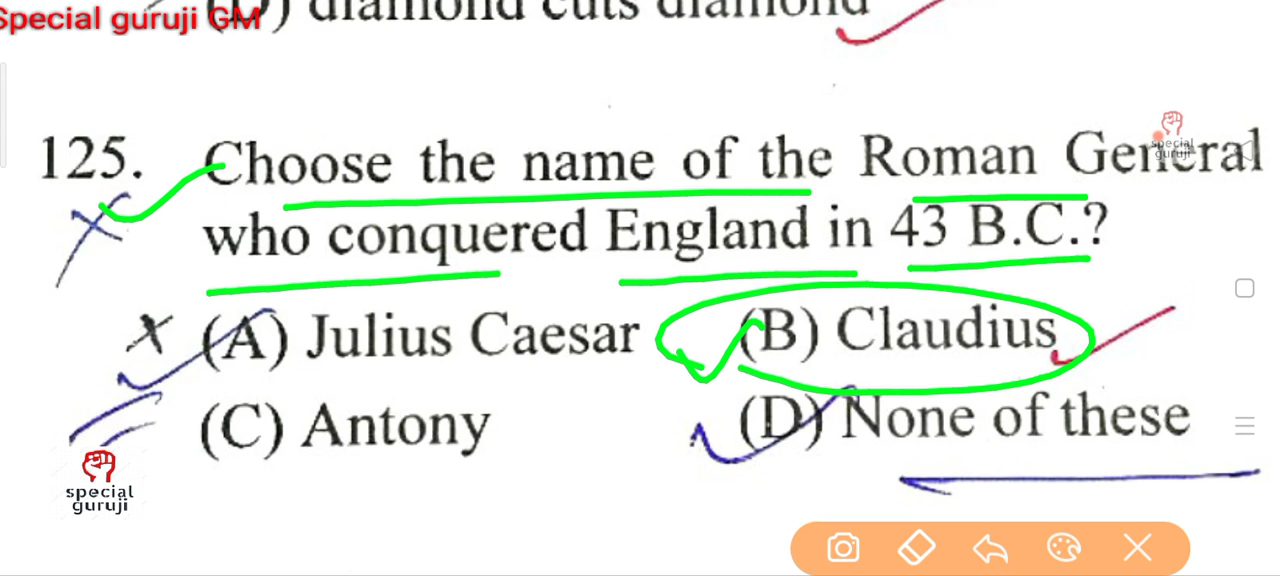 Special guruji GM
(D) diamond cuts diamond
125. Choose the name of the Roman General
special guruji
who conquered England in 43 B.C.?
(A) Julius Caesar (B) Claudius
(C) Antony (D) None of these
special
guruji